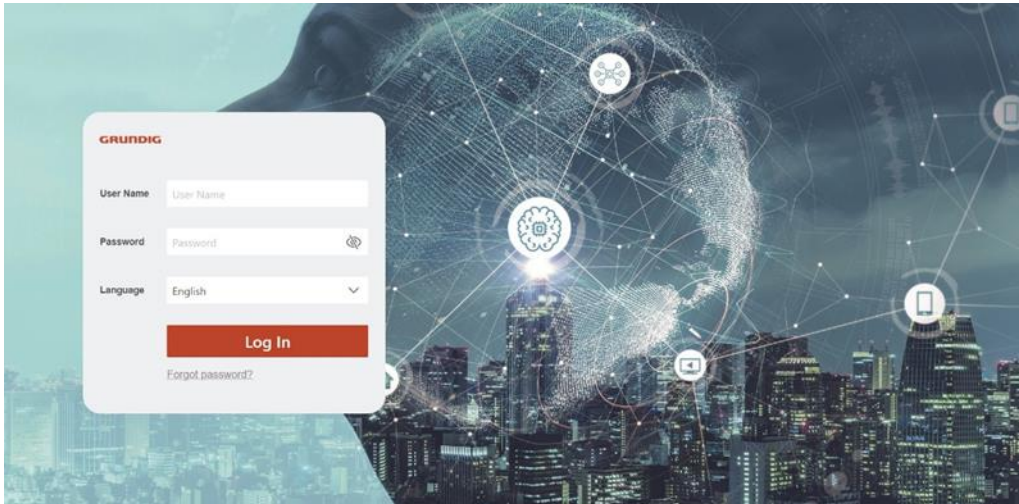 GRUNDIG
User Name
User Name
Password
Password
Language
English
Log In
Forgot password?